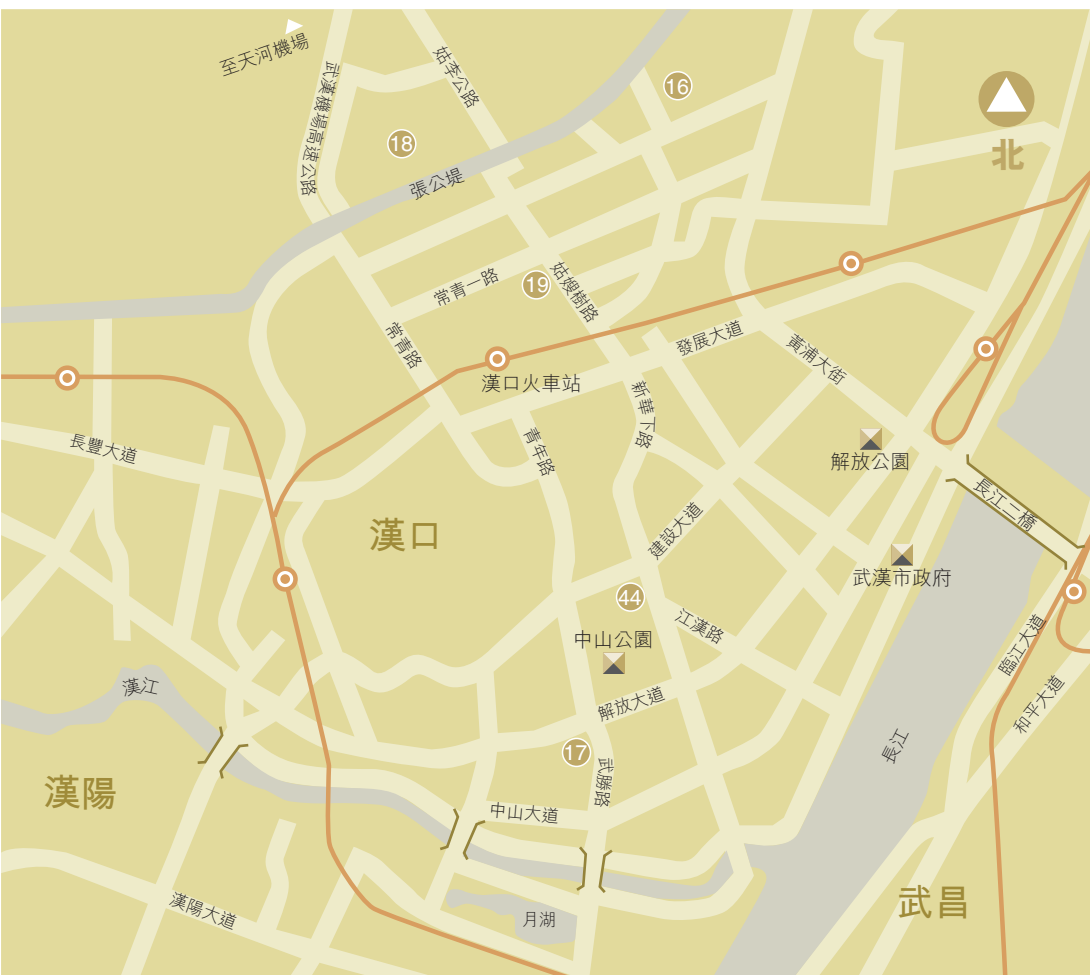 至天河機場
姑李公路
武漢機場高速公路
16
18
北
張公堤
常青一路
19
姑嫂樹路
常青路
發展大道
黃浦大街
漢口火車站
新華下路
長豐大道
青年路
解放公園
長江二橋
漢口
建設大道
武漢市政府
44
江漢路
中山公園
臨江大道
漢江
和平大道
解放大道
長江
17
武勝路
漢陽
中山大道
武昌
漢陽大道
月湖